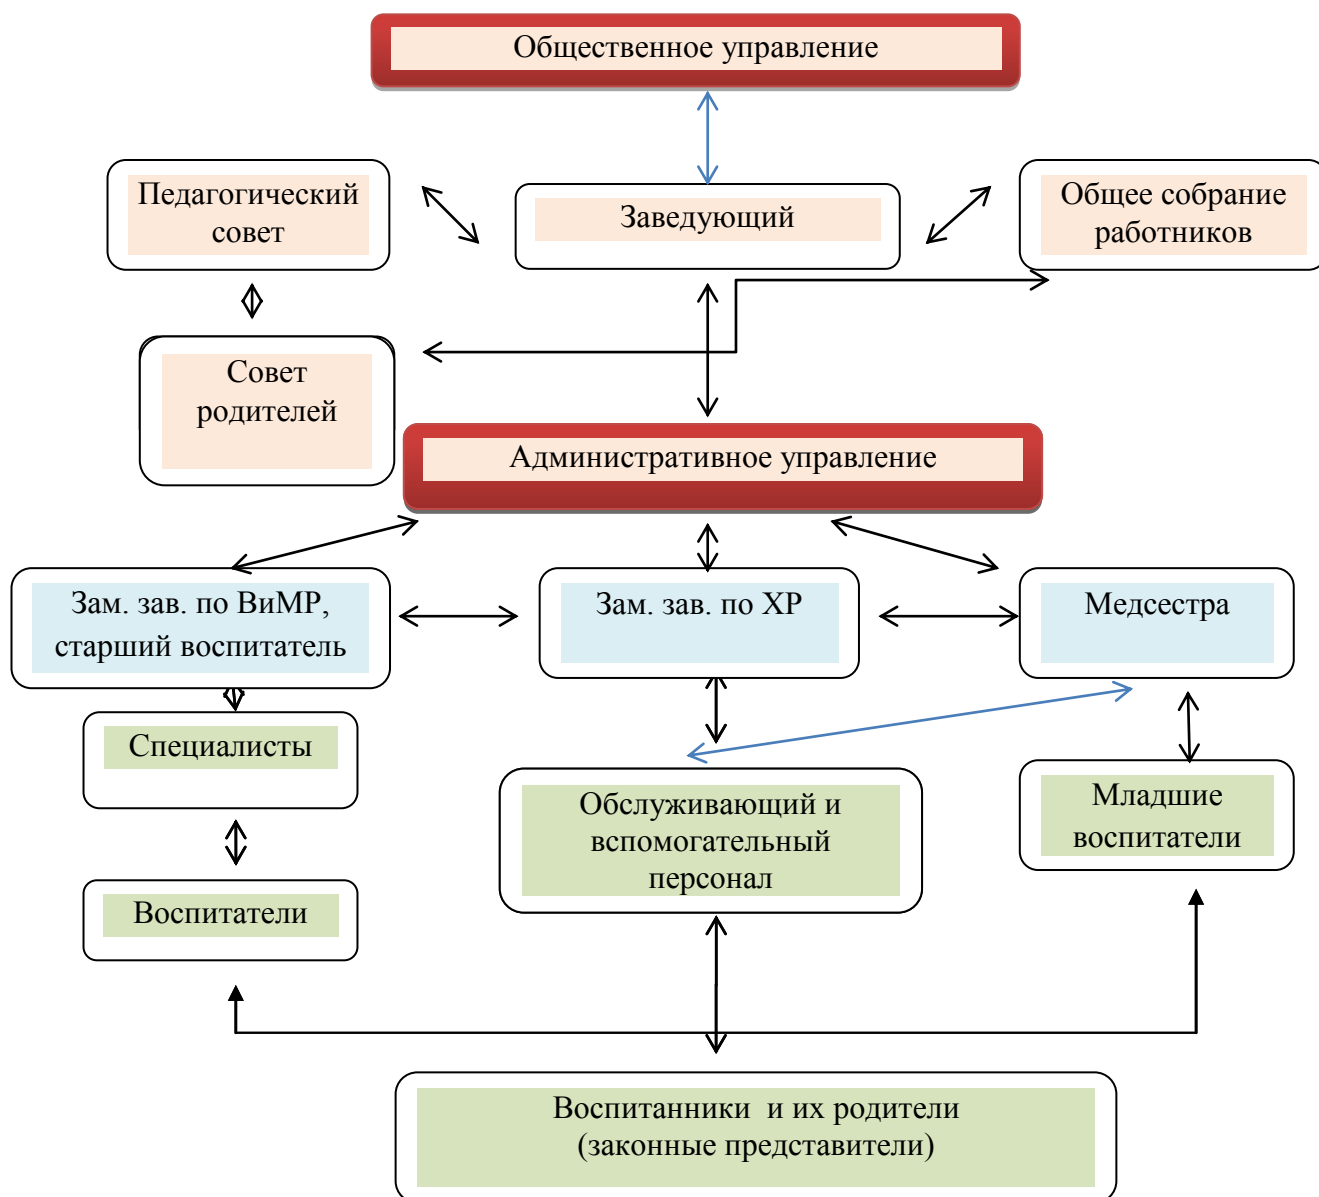 Общественное управление
Педагогический
совет
Заведующий
Общее собрание
работников
Совет
родителей
Административное управление
Зам. зав. по ВиМР,
старший воспитатель
Зам. зав. по ХР
Медсестра
Специалисты
Обслуживающий и
вспомогательный
персонал
Младшие
воспитатели
Воспитатели
Воспитанники и их родители
(законные представители)